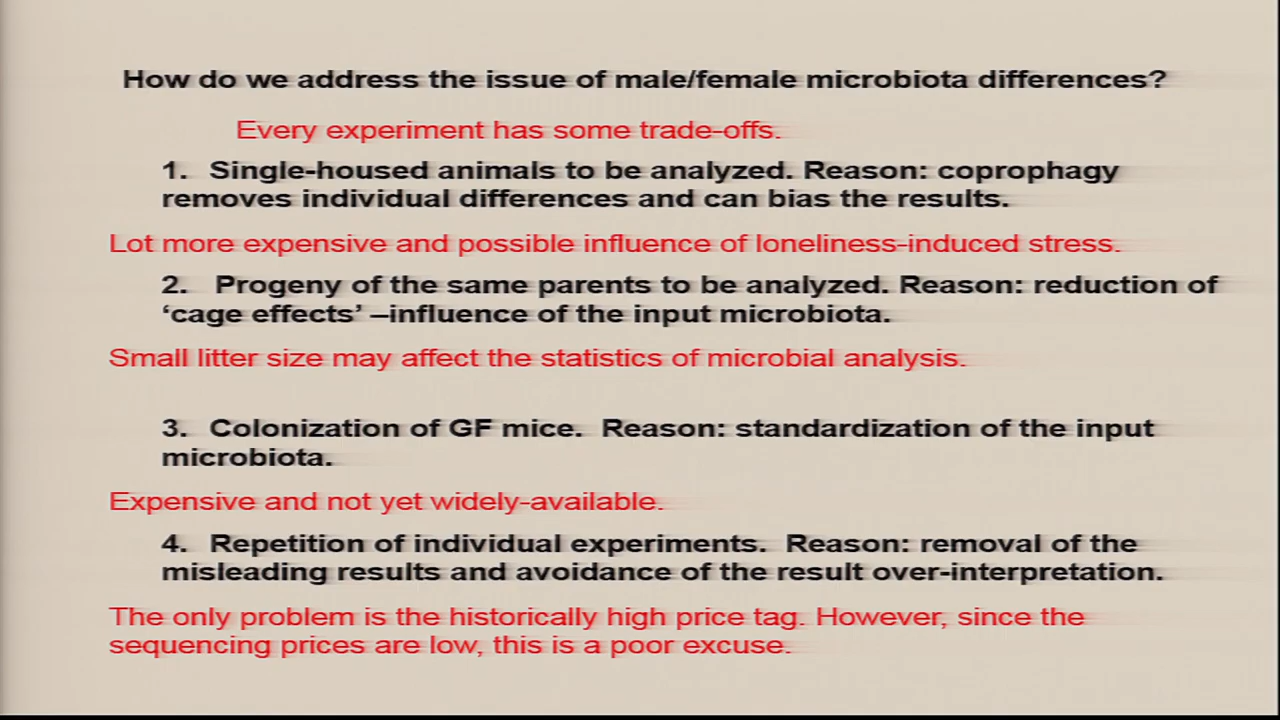 How do we address the issue of male/female microbiota differences?
Every experiment has some trade-offs.
1. Single-housed animals to be analyzed. Reason: coprophagy
removes individual differences and can bias the results.
Lot more expensive and possible influence of loneliness-induced stress.
2. Progeny of the same parents to be analyzed. Reason: reduction of
‘cage effects’ –influence of the input microbiota.
Small litter size may affect the statistics of microbial analysis.
3. Colonization of GF mice. Reason: standardization of the input
microbiota.
Expensive and not yet widely-available.
4. Repetition of individual experiments. Reason: removal of the
misleading results and avoidance of the result over-interpretation.
The only problem is the historically high price tag. However, since the
sequencing prices are low, this is a poor excuse.